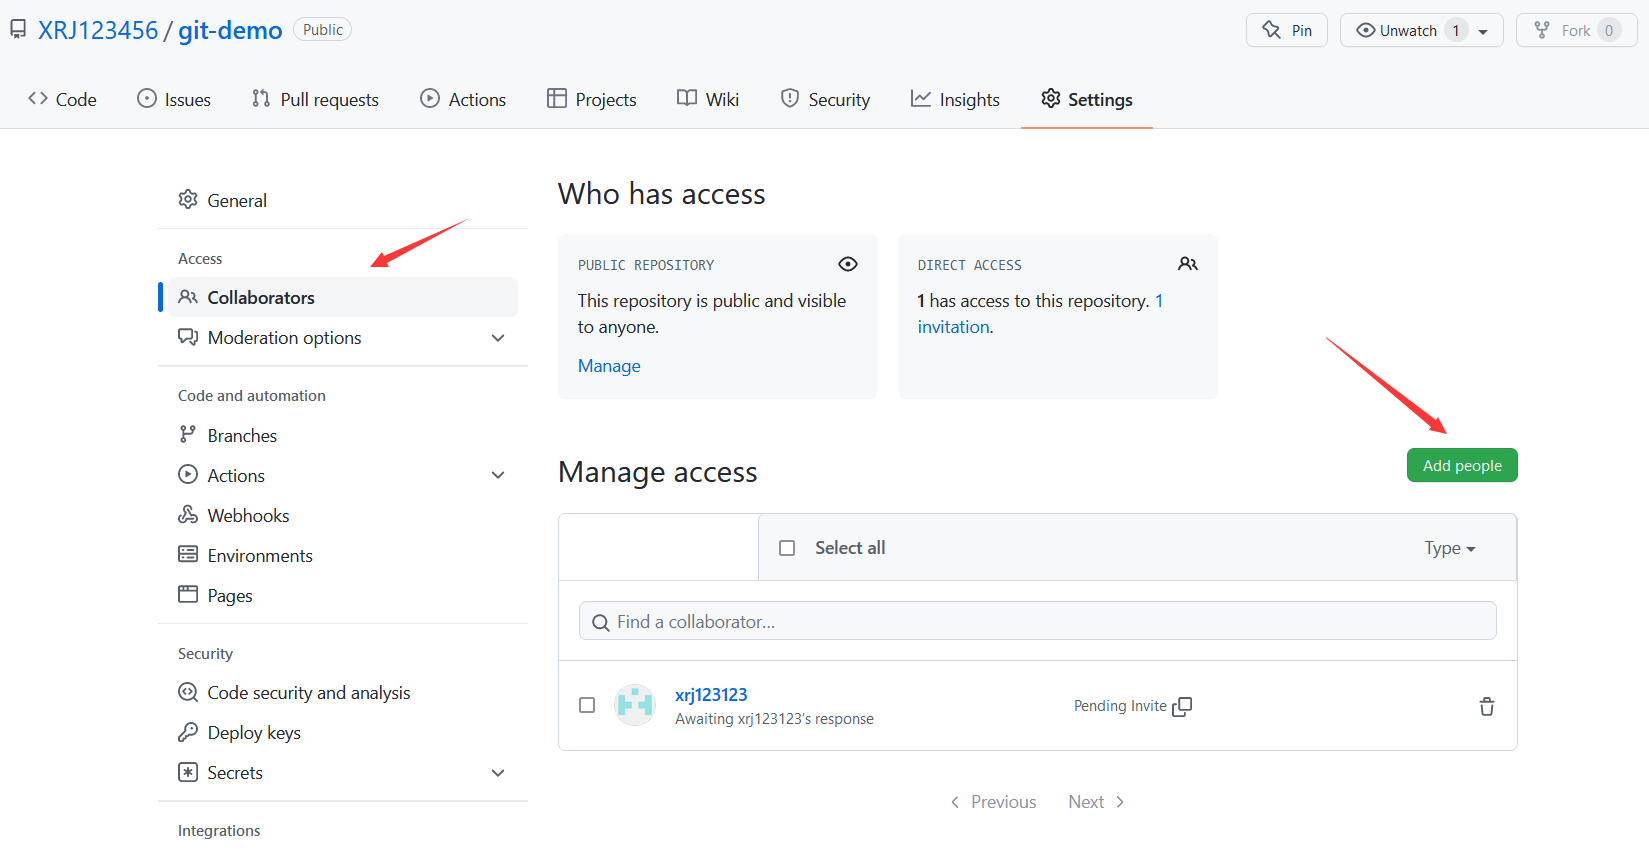 XRJ123456 / git-demo Public
Pin
Unwatch 1
Fork 0
Code Issues Pull requests Actions Projects Wiki Security Insights Settings
General
Access
Collaborators
Moderation options
Code and automation
Branches
Actions
Webhooks
Environments
Pages
Security
Code security and analysis
Deploy keys
Secrets
Integrations
Who has access
PUBLIC REPOSITORY
This repository is public and visible
to anyone.
Manage
DIRECT ACCESS
1 has access to this repository. 1
invitation.
Manage access
Add people
Select all
Type
Find a collaborator...
xrj123123
Awaiting xrj123123's response
Pending Invite
Previous Next